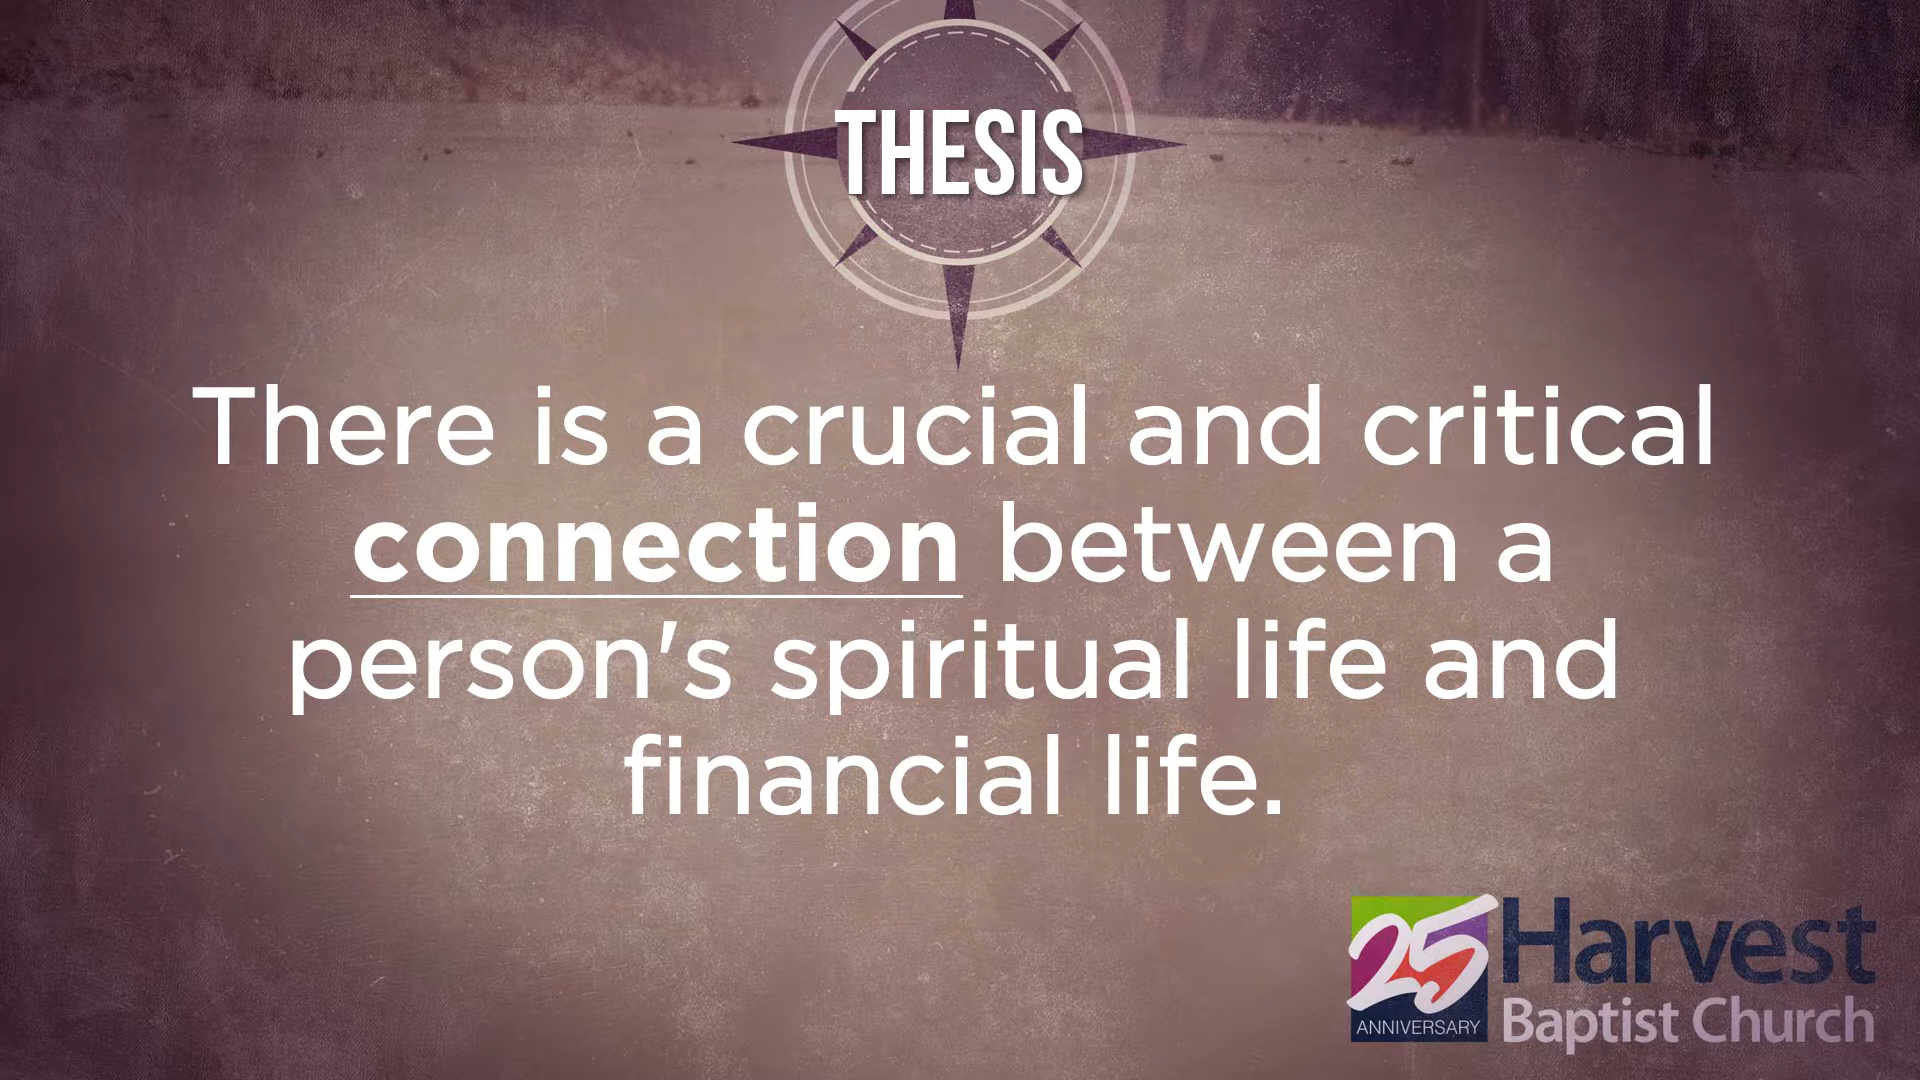 THESIS
There is a crucial and critical
connection between a
person's spiritual life and
financial life.
25
ANNIVERSARY
Harvest
Baptist Church